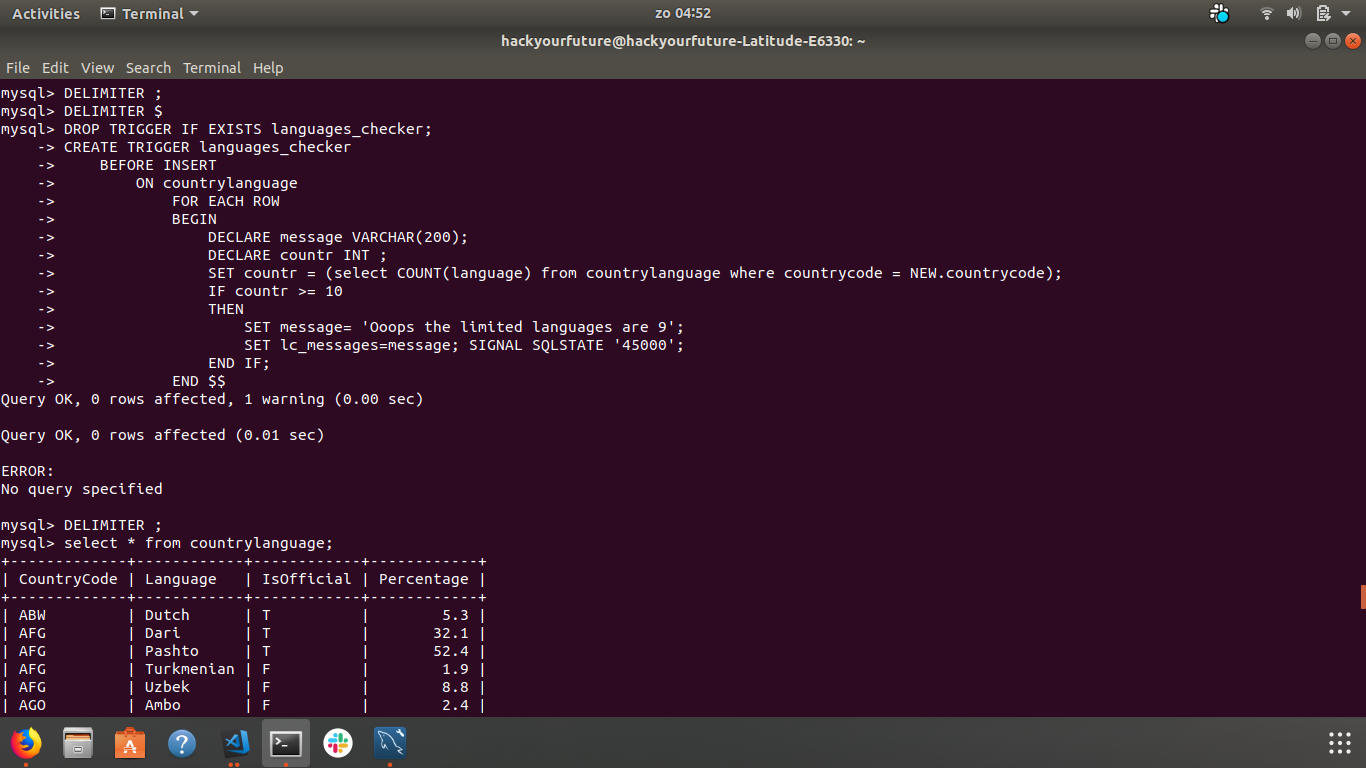 Activities Terminal zo 04:52
hackyourfuture@hackyourfuture-Latitude-E6330: ~
File Edit View Search Terminal Help
mysql> DELIMITER ;
mysql> DELIMITER $
mysql> DROP TRIGGER IF EXISTS languages_checker;
    -> CREATE TRIGGER languages_checker
    ->     BEFORE INSERT
    ->         ON countrylanguage
    ->             FOR EACH ROW
    ->             BEGIN
    ->                 DECLARE message VARCHAR(200);
    ->                 DECLARE countr INT ;
    ->                 SET countr = (select COUNT(language) from countrylanguage where countrycode = NEW.countrycode);
    ->                 IF countr >= 10
    ->                 THEN
    ->                     SET message= 'Ooops the limited languages are 9';
    ->                     SET lc_messages=message; SIGNAL SQLSTATE '45000';
    ->                 END IF;
    ->             END $$
Query OK, 0 rows affected, 1 warning (0.00 sec)
Query OK, 0 rows affected (0.01 sec)
ERROR:
No query specified
mysql> DELIMITER ;
mysql> select * from countrylanguage;
+-------------+------------+------------+------------+
| CountryCode | Language   | IsOfficial | Percentage |
+-------------+------------+------------+------------+
| ABW         | Dutch      | T          |        5.3 |
| AFG         | Dari       | T          |       32.1 |
| AFG         | Pashto     | T          |       52.4 |
| AFG         | Turkmenian | F          |        1.9 |
| AFG         | Uzbek      | F          |        8.8 |
| AGO         | Ambo       | F          |        2.4 |